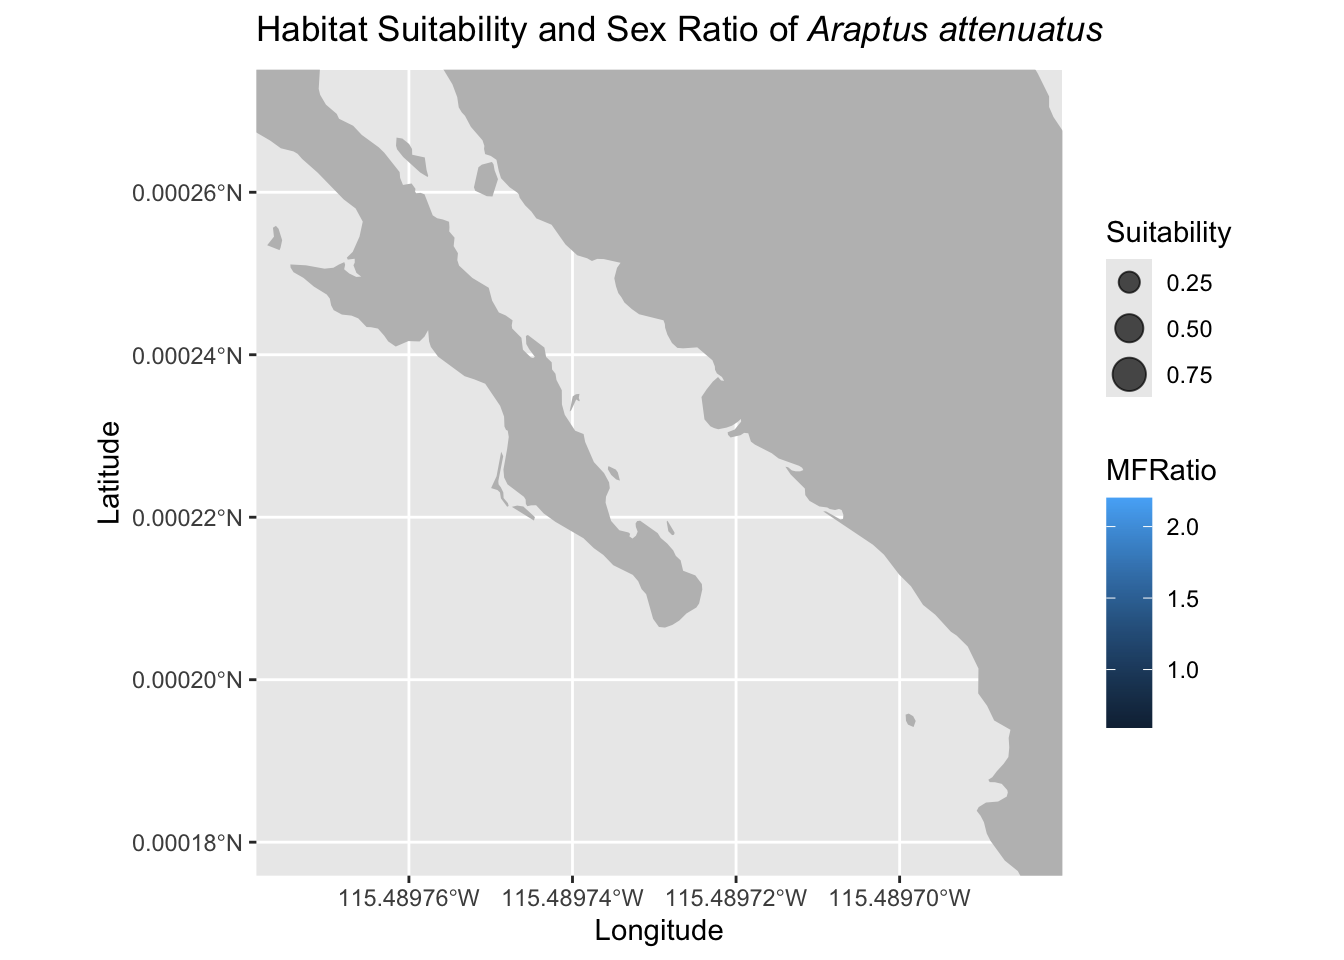 Habitat Suitability and Sex Ratio of Araptus attenuatus
0.00026°N
0.00024°N
0.00022°N
0.00020°N
0.00018°N
Latitude
115.48976°W 115.48974°W 115.48972°W 115.48970°W
Longitude
Suitability
0.25
0.50
0.75
MFRatio
2.0
1.5
1.0